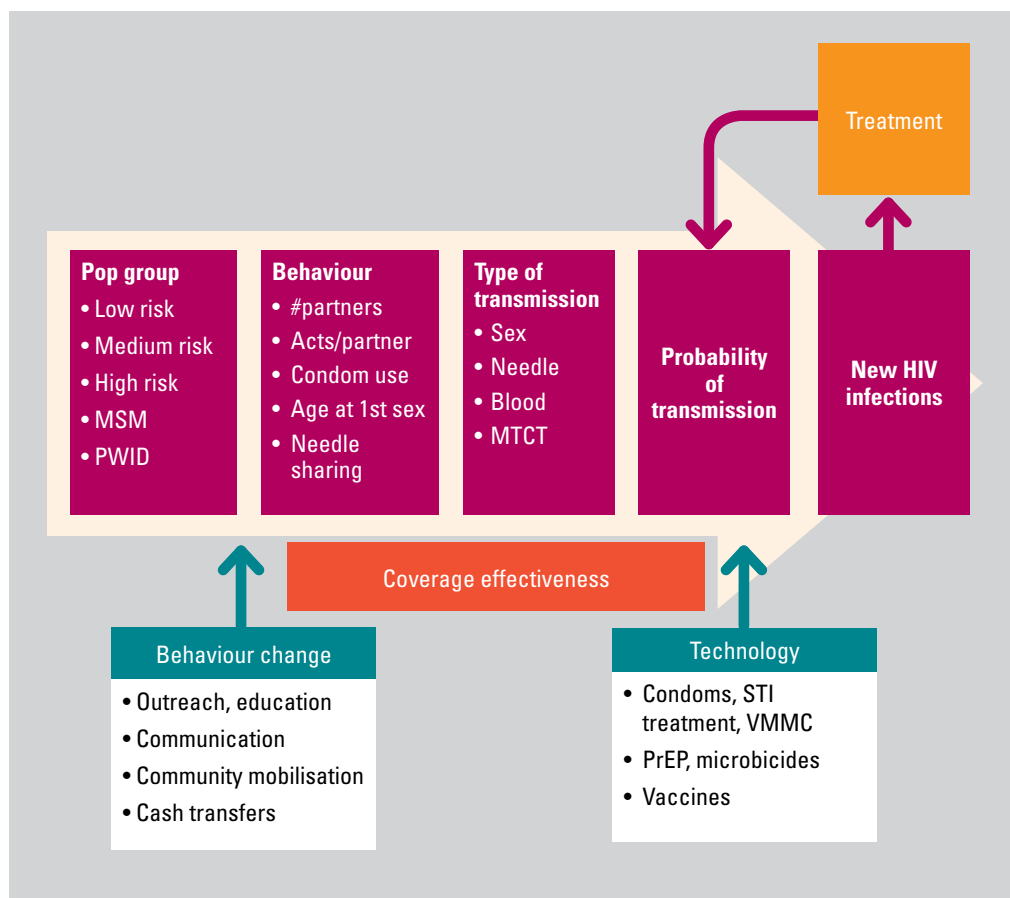 Treatment
Pop group
• Low risk
• Medium risk
• High risk
• MSM
• PWID
Behaviour
• #partners
• Acts/partner
• Condom use
• Age at 1st sex
• Needle
sharing
Type of
transmission
• Sex
• Needle
• Blood
• MTCT
Probability
of
transmission
New HIV
infections
Coverage effectiveness
Behaviour change
• Outreach, education
• Communication
• Community mobilisation
• Cash transfers
Technology
• Condoms, STI
treatment, VMMC
• PrEP, microbicides
• Vaccines